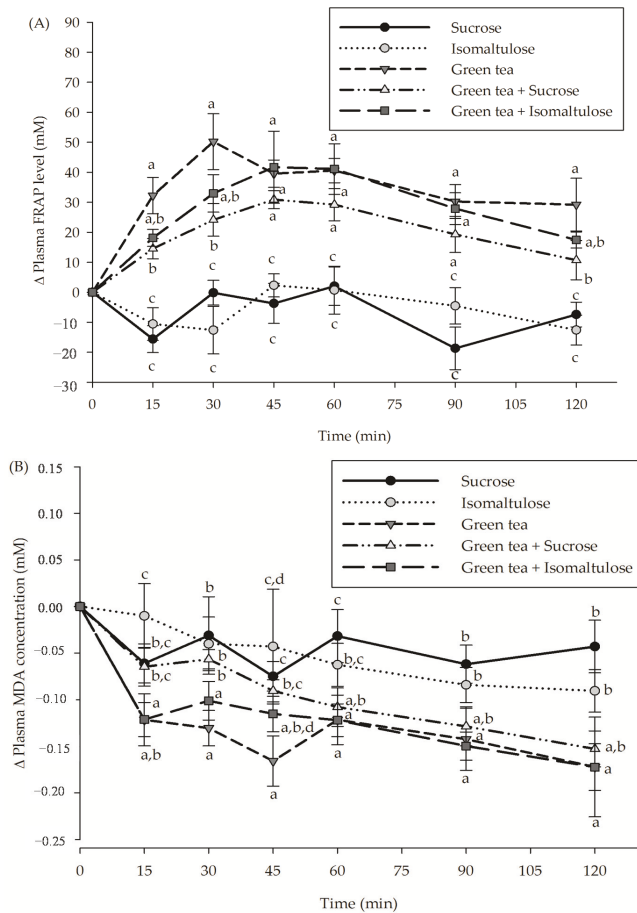 (A)
Δ Plasma FRAP level (mM)
90
80
70
60
50
40
30
20
10
0
−10
−20
−30
Sucrose
Isomaltulose
Green tea
Green tea + Sucrose
Green tea + Isomaltulose
a
a
a
a
a
a
a,b
a,b
a
a
a
a,b
b
b
a
a
a
b
c
c
c
c
c
c
c
c
c
c
c
c
0 15 30 45 60 75 90 105 120
Time (min)
(B)
Δ Plasma MDA concentration (mM)
0.15
0.10
0.05
0.00
−0.05
−0.10
−0.15
−0.20
−0.25
Sucrose
Isomaltulose
Green tea
Green tea + Sucrose
Green tea + Isomaltulose
c
b
c,d
c
b
b
b,c
b
c
b,c
b
b
b,c
b
b,c
a,b
a,b
a,b
a
a
a,b,d
a
a
a
a,b
a
a
a
a
a
0 15 30 45 60 75 90 105 120
Time (min)